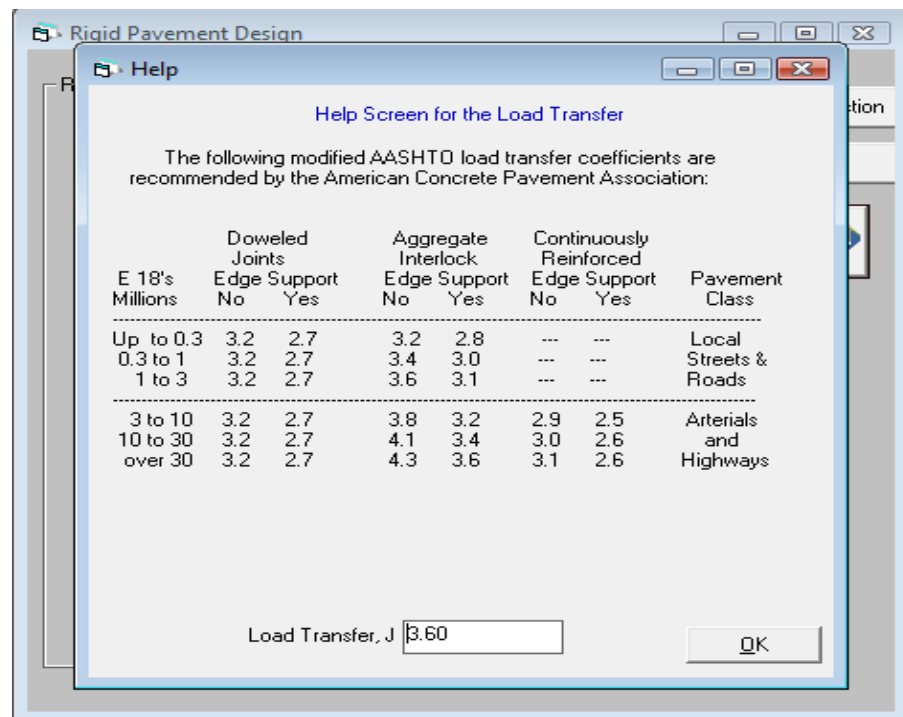 Rigid Pavement Design
Help
R
ction
Help Screen for the Load Transfer
The following modified AASHTO load transfer coefficients are
recommended by the American Concrete Pavement Association:
Doweled Aggregate Continuously
Joints Interlock Reinforced
E 18's Edge Support Edge Support Edge Support Pavement
Millions No Yes No Yes No Yes Class
Up to 0.3 3.2 2.7 3.2 2.8 --- --- Local
0.3 to 1 3.2 2.7 3.4 3.0 --- --- Streets &
1 to 3 3.2 2.7 3.6 3.1 --- --- Roads
3 to 10 3.2 2.7 3.8 3.2 2.9 2.5 Arterials
10 to 30 3.2 2.7 4.1 3.4 3.0 2.6 and
over 30 3.2 2.7 4.3 3.6 3.1 2.6 Highways
Load Transfer, J 3.60
OK